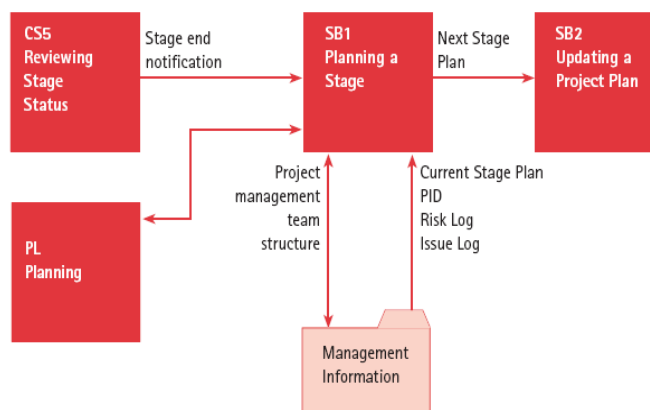 CS5
Reviewing
Stage
Status
Stage end
notification
SB1
Planning a
Stage
Next Stage
Plan
SB2
Updating a
Project Plan
PL
Planning
Project
management
team
structure
Current Stage Plan
PID
Risk Log
Issue Log
Management
Information